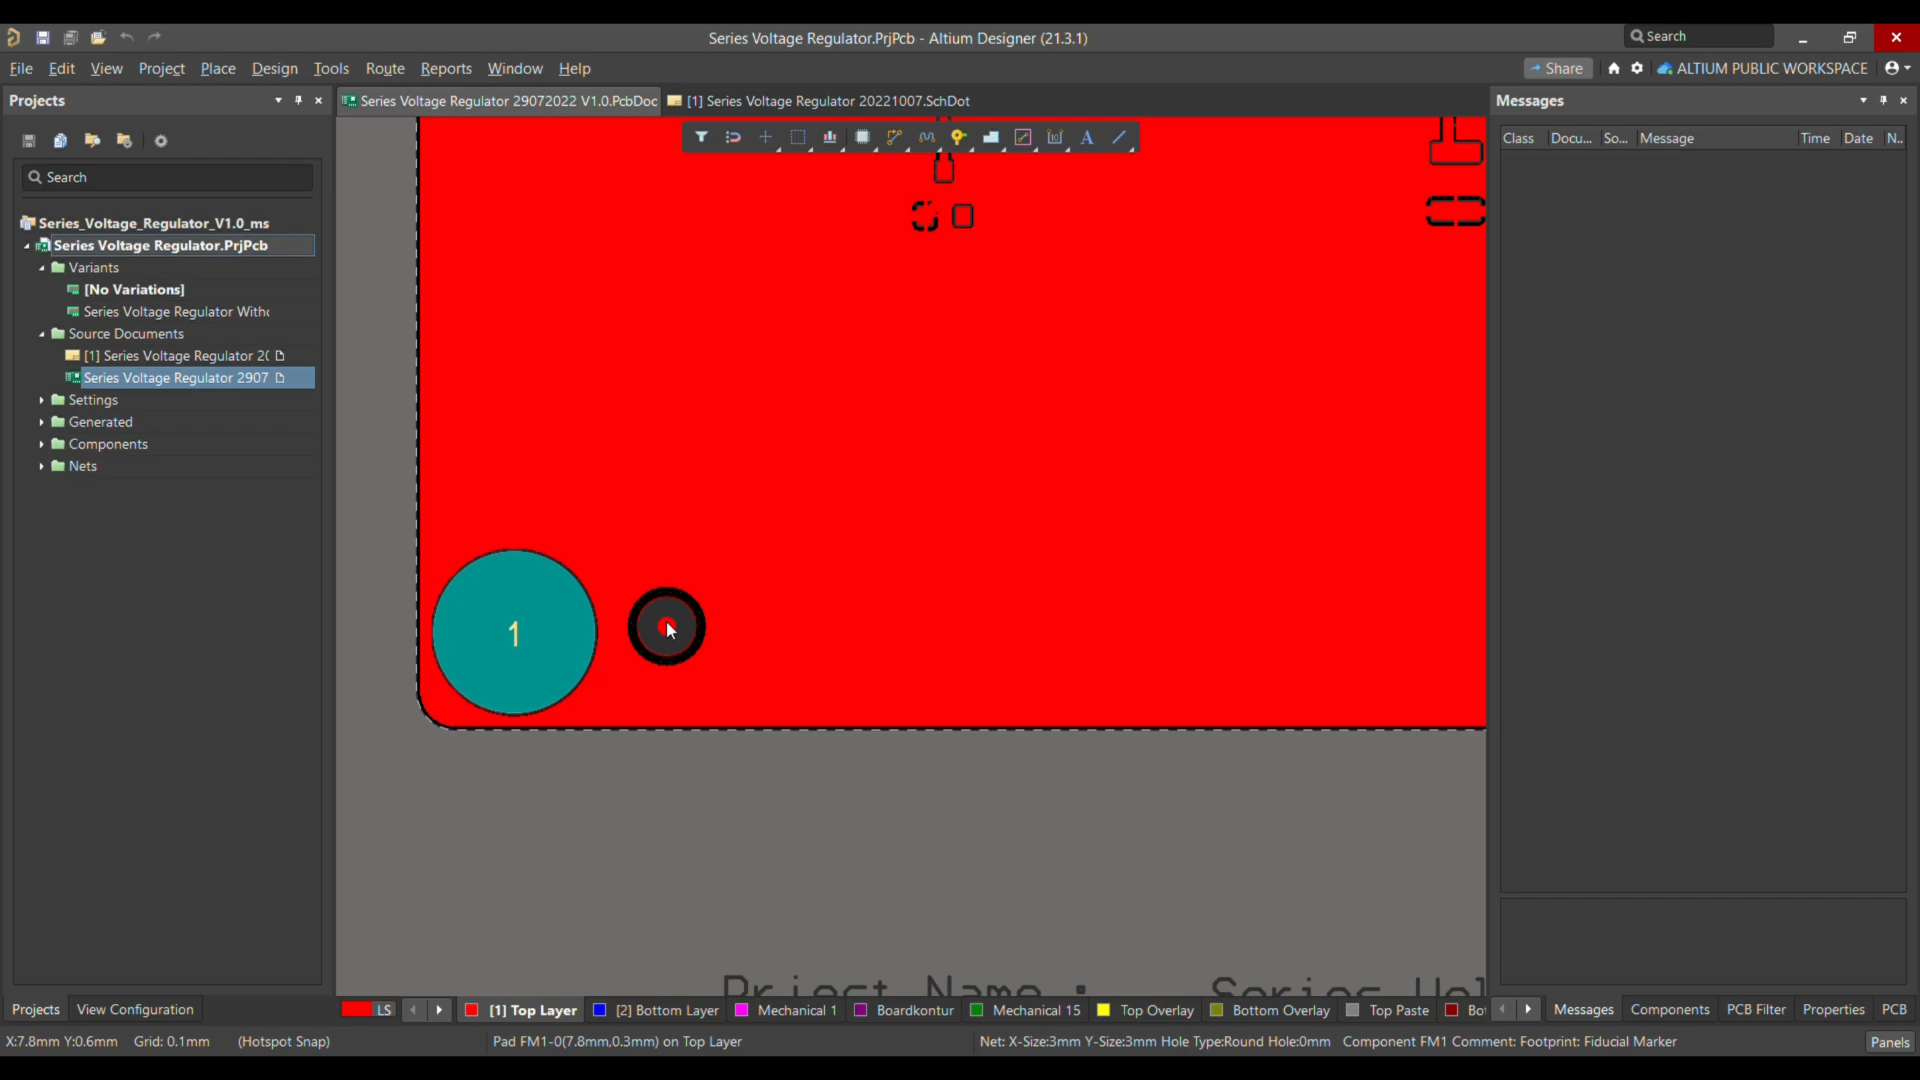 Series Voltage Regulator.PrjPcb - Altium Designer (21.3.1)
Search
File Edit View Project Place Design Tools Route Reports Window Help
Share
ALTIUM PUBLIC WORKSPACE
Projects
Series Voltage Regulator 29072022 V1.0.PcbDoc
[1] Series Voltage Regulator 20221007.SchDot
Messages
Class Docu... So... Message Time Date N..
Search
Series_Voltage_Regulator_V1.0_ms
Series Voltage Regulator.PrjPcb
Variants
[No Variations]
Series Voltage Regulator Witho
Source Documents
[1] Series Voltage Regulator 20
Series Voltage Regulator 2907
Settings
Generated
Components
Nets
1
Prject Name : Series Vol
Projects View Configuration
LS [1] Top Layer [2] Bottom Layer Mechanical 1 Boardkontur Mechanical 15 Top Overlay Bottom Overlay Top Paste Bot
Messages Components PCB Filter Properties PCB
X:7.8mm Y:0.6mm Grid: 0.1mm (Hotspot Snap)
Pad FM1-0(7.8mm,0.3mm) on Top Layer
Net: X-Size:3mm Y-Size:3mm Hole Type:Round Hole:0mm Component FM1 Comment: Footprint: Fiducial Marker
Panels